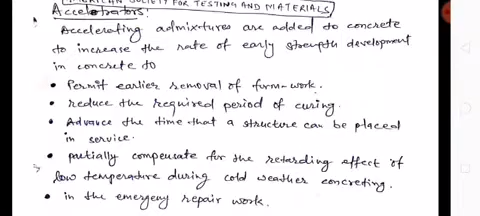 AMERICAN SOCIETY FOR TESTING AND MATERIALS
Accelerators:
Accelerating admixtures are added to concrete
to increase the rate of early strength development
in concrete to
• Permit earlier removal of form-work.
• reduce the required period of curing.
• Advance the time that a structure can be placed
in service.
• partially compensate for the retarding effect of
low temperature during cold weather concreting.
• in the emergeny repair work.